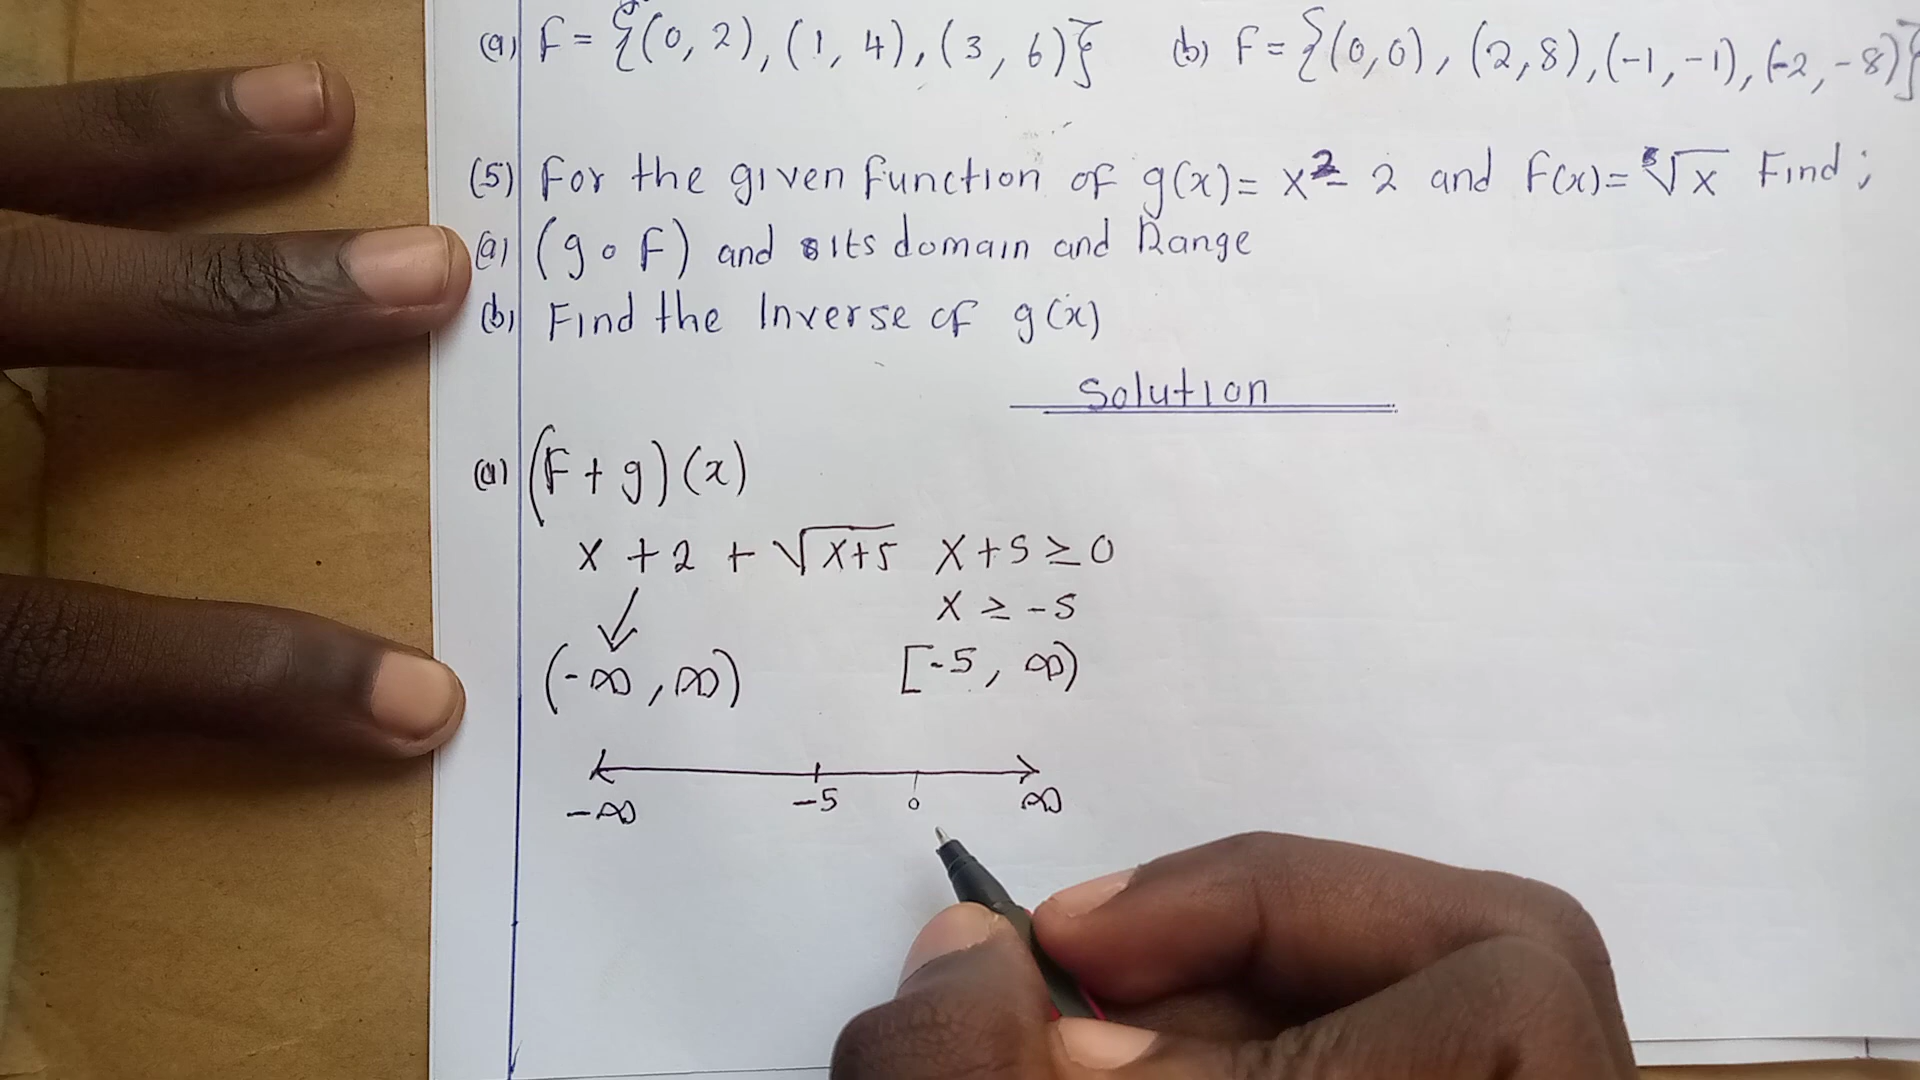 (a) F = {(0, 2), (1, 4), (3, 6)} (b) F = {(0,0), (2,8), (-1,-1), (-2,-8)}
(5) For the given function of g(x) = x² - 2 and F(x) = ∛x Find;
(a) (g ∘ F) and its domain and Range
(b) Find the Inverse of g(x)
Solution
(a) (F + g)(x)
x + 2 + √(x+5) x + 5 ≥ 0
x ≥ -5
(-∞, ∞) [-5, ∞)
-∞ -5 0 ∞